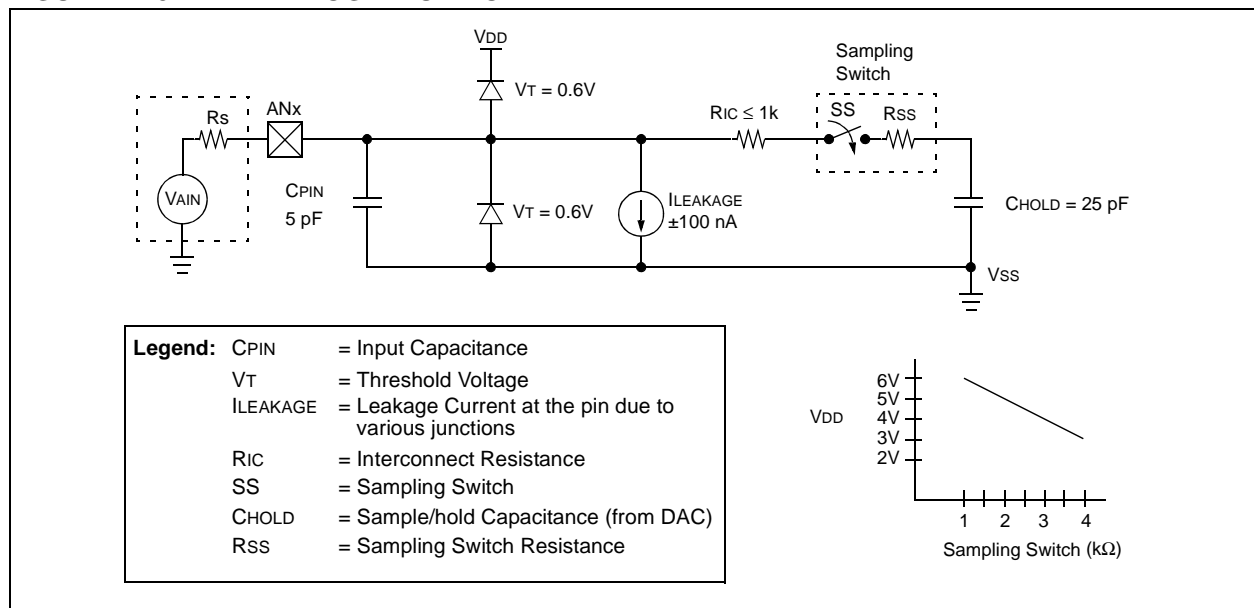 VDD
Sampling
Switch
VT = 0.6V
ANx
SS
RSS
RS
RIC ≤ 1k
VAIN
CPIN
5 pF
VT = 0.6V
ILEAKAGE
±100 nA
CHOLD = 25 pF
VSS
Legend: CPIN = Input Capacitance
VT = Threshold Voltage
ILEAKAGE = Leakage Current at the pin due to
various junctions
RIC = Interconnect Resistance
SS = Sampling Switch
CHOLD = Sample/hold Capacitance (from DAC)
RSS = Sampling Switch Resistance
6V
5V
VDD
4V
3V
2V
1 2 3 4
Sampling Switch (kΩ)